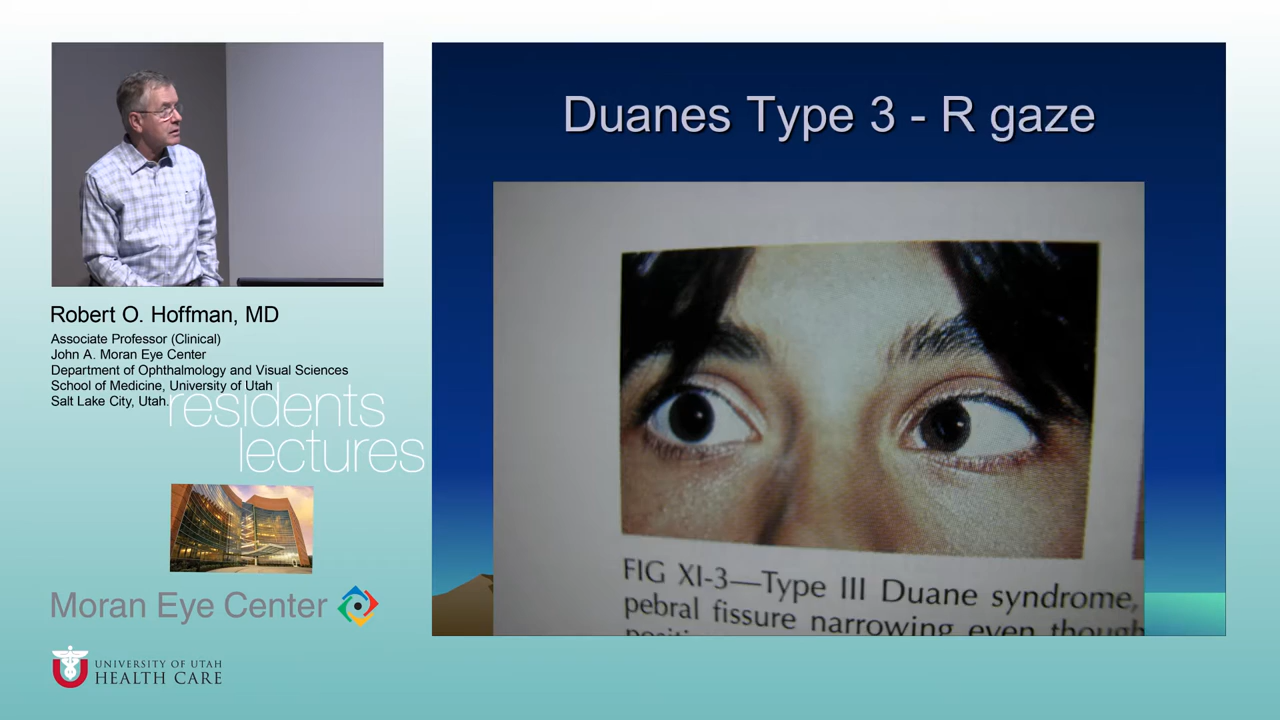 Duanes Type 3 - R gaze
FIG XI-3—Type III Duane syndrome,
pebral fissure narrowing even though
Robert O. Hoffman, MD
Associate Professor (Clinical)
John A. Moran Eye Center
Department of Ophthalmology and Visual Sciences
School of Medicine, University of Utah
Salt Lake City, Utah.
residents
lectures
Moran Eye Center
U
UNIVERSITY OF UTAH
HEALTH CARE